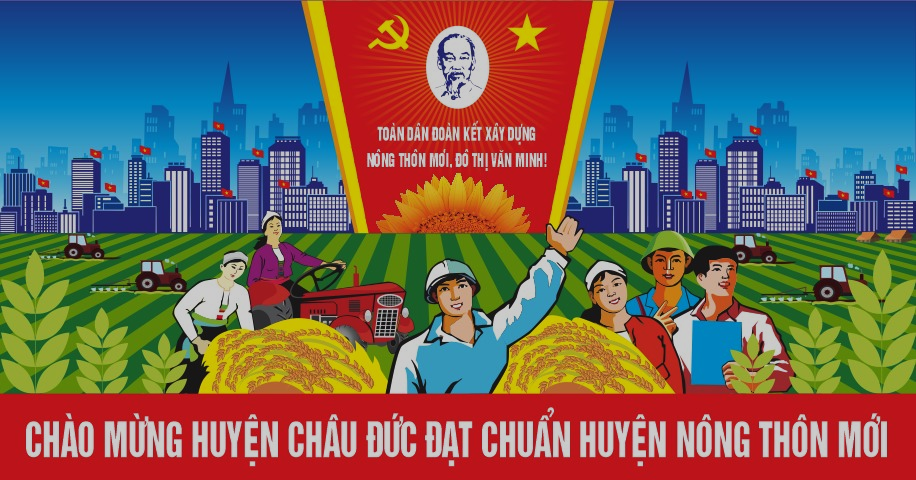 TOÀN DÂN ĐOÀN KẾT XÂY DỰNG
NÔNG THÔN MỚI, ĐÔ THỊ VĂN MINH!
CHÀO MỪNG HUYỆN CHÂU ĐỨC ĐẠT CHUẨN HUYỆN NÔNG THÔN MỚI